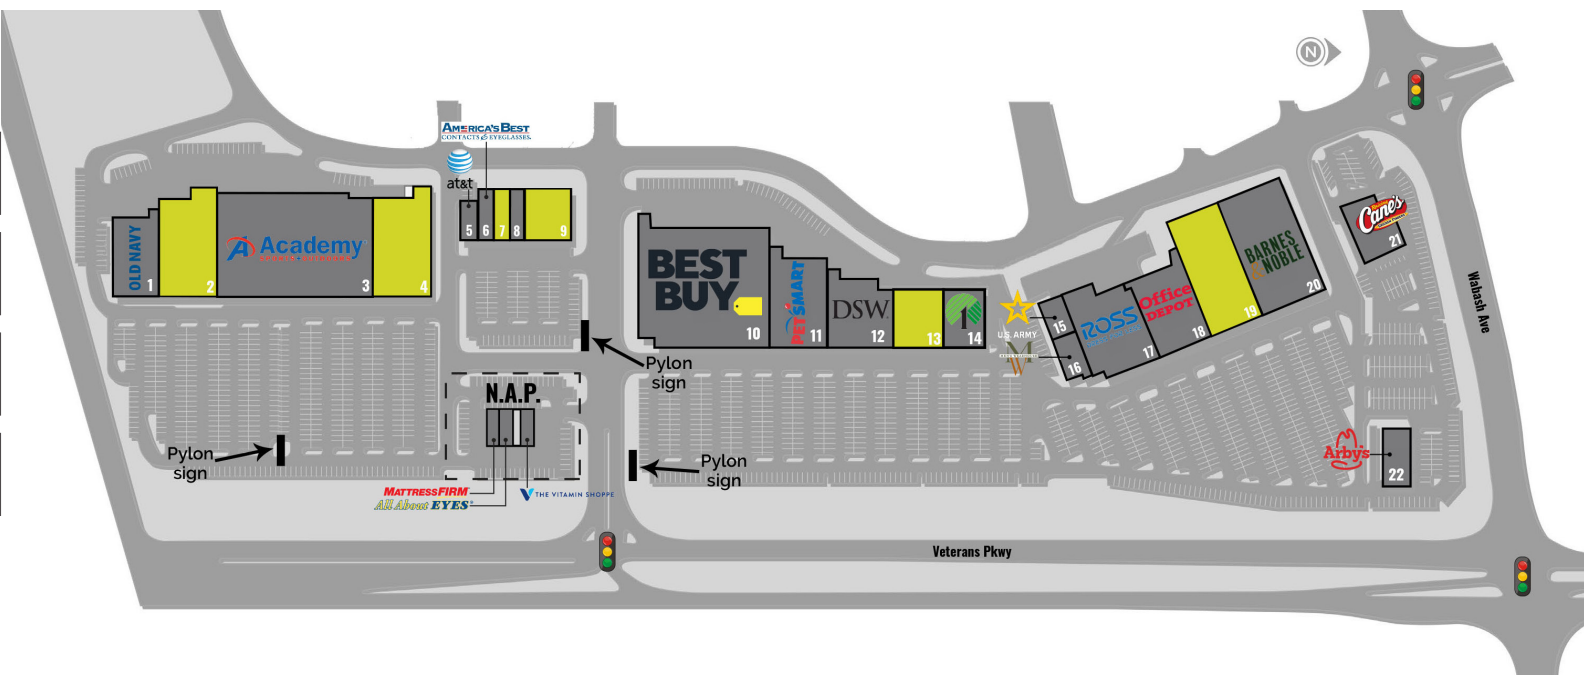 N
AMERICA'S BEST
CONTACTS & EYEGLASSES
at&t
OLD NAVY
1
2
Academy
3
4
5
6
7
8
9
BEST
BUY
10
PETSMART
11
DSW
12
13
1
14
U.S. ARMY
15
MW
16
ROSS
17
Office
DEPOT
18
19
BARNES
& NOBLE
20
Cane's
21
Wabash Ave
Pylon
sign
N.A.P.
Pylon
sign
Pylon
sign
MATTRESSFIRM
All About EYES
THE VITAMIN SHOPPE
Arby's
22
Veterans Pkwy